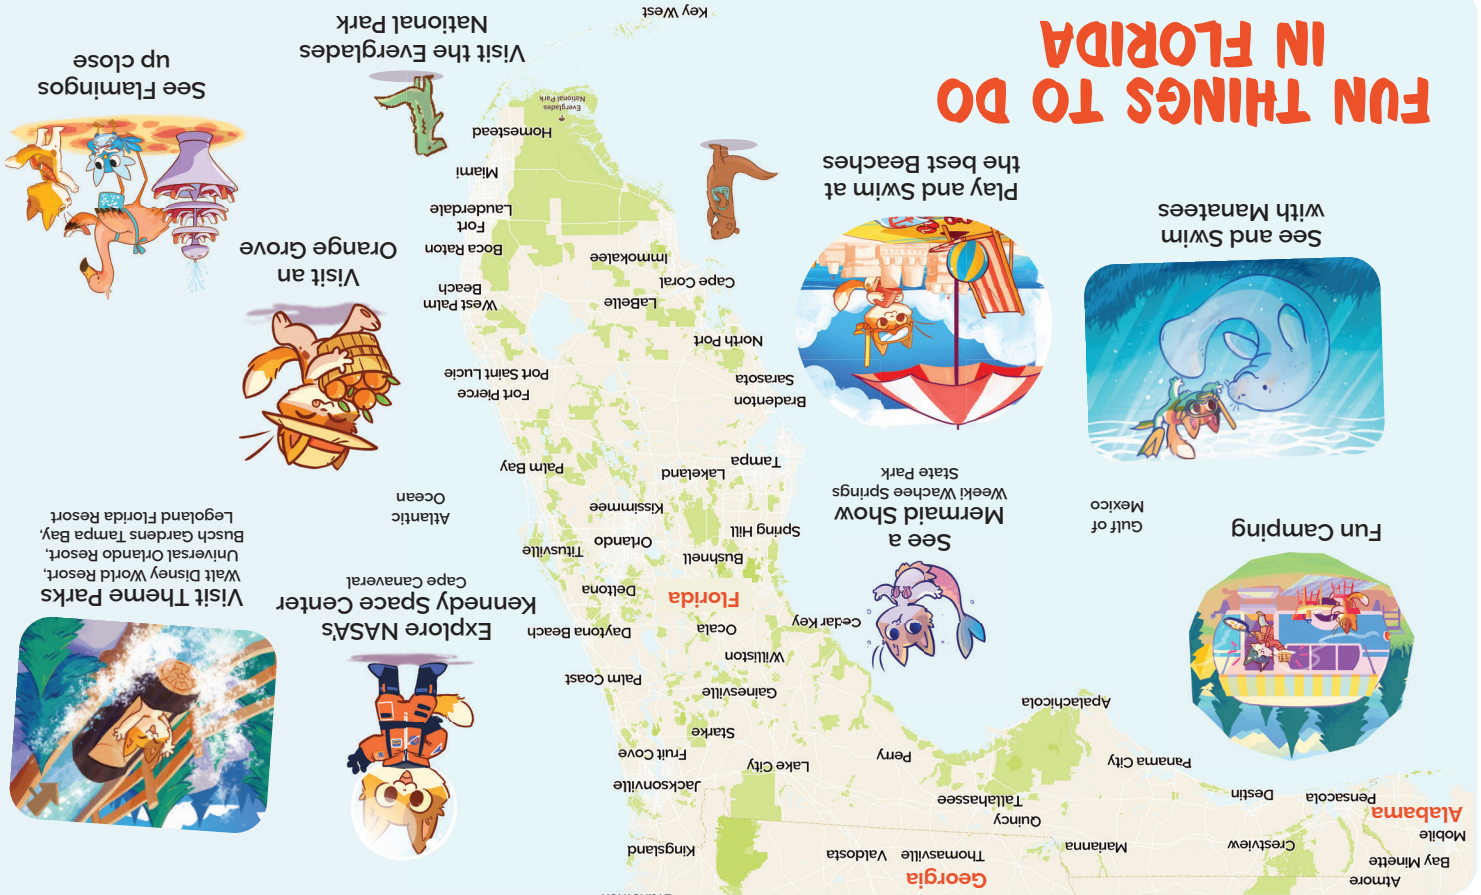 Atmore
Bay Minette
Mobile
Alabama
Crestview
Marianna
Georgia
Thomasville
Valdosta
Kingsland
Quincy
Tallahassee
Pensacola
Destin
Panama City
Perry
Lake City
Jacksonville
Fruit Cove
Starke
Apalachicola
Gainesville
Palm Coast
Williston
Ocala
Daytona Beach
Cedar Key
Florida
Deltona
Bushnell
Titusville
Orlando
Spring Hill
Kissimmee
Lakeland
Tampa
Palm Bay
Bradenton
Fort Pierce
Sarasota
Port Saint Lucie
North Port
LaBelle
West Palm
Beach
Cape Coral
Immokalee
Boca Raton
Fort
Lauderdale
Miami
Homestead
Everglades
National Park
Key West
Gulf of
Mexico
Atlantic
Ocean
Fun Camping
See a
Mermaid Show
Weeki Wachee Springs
State Park
Explore NASA's
Kennedy Space Center
Cape Canaveral
Visit Theme Parks
Walt Disney World Resort,
Universal Orlando Resort,
Busch Gardens Tampa Bay,
Legoland Florida Resort
See and Swim
with Manatees
Play and Swim at
the best Beaches
Visit an
Orange Grove
See Flamingos
up close
Visit the Everglades
National Park
FUN THINGS TO DO
IN FLORIDA